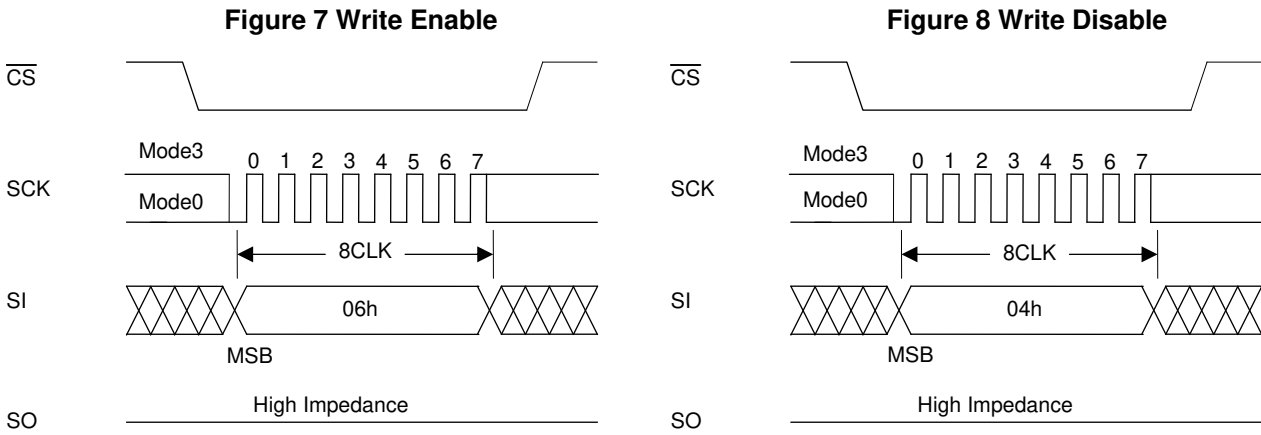 Figure 7 Write Enable
CS
Mode3
0 1 2 3 4 5 6 7
SCK
Mode0
8CLK
SI
06h
MSB
High Impedance
SO
Figure 8 Write Disable
CS
Mode3
0 1 2 3 4 5 6 7
SCK
Mode0
8CLK
SI
04h
MSB
High Impedance
SO